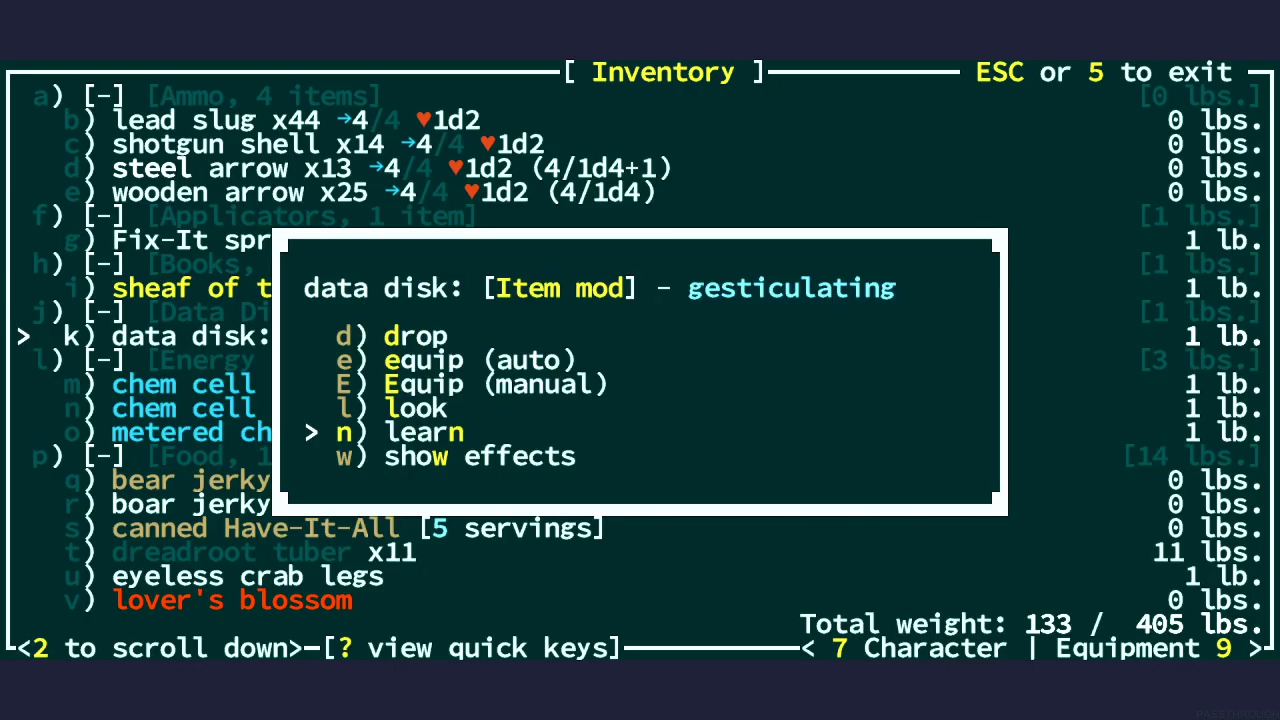 [ Inventory ] ESC or 5 to exit
a) [-] [Ammo, 4 items] [0 lbs.]
b) lead slug x44 →4/4 ♥1d2 0 lbs.
c) shotgun shell x14 →4/4 ♥1d2 0 lbs.
d) steel arrow x13 →4/4 ♥1d2 (4/1d4+1) 0 lbs.
e) wooden arrow x25 →4/4 ♥1d2 (4/1d4) 0 lbs.
f) [-] [Applicators, 1 item] [1 lbs.]
g) Fix-It spr 1 lb.
h) [-] [Books, [1 lbs.]
i) sheaf of t 1 lb.
j) [-] [Data Di [1 lbs.]
> k) data disk: 1 lb.
l) [-] [Energy [3 lbs.]
m) chem cell 1 lb.
n) chem cell 1 lb.
o) metered ch 1 lb.
p) [-] [Food, 1 [14 lbs.]
q) bear jerky 0 lbs.
r) boar jerky 0 lbs.
s) canned Have-It-All [5 servings] 0 lbs.
t) dreadroot tuber x11 11 lbs.
u) eyeless crab legs 1 lb.
v) lover's blossom 0 lbs.
data disk: [Item mod] - gesticulating
d) drop
e) equip (auto)
E) Equip (manual)
l) look
> n) learn
w) show effects
Total weight: 133 / 405 lbs.
<2 to scroll down> [? view quick keys] < 7 Character | Equipment 9 >